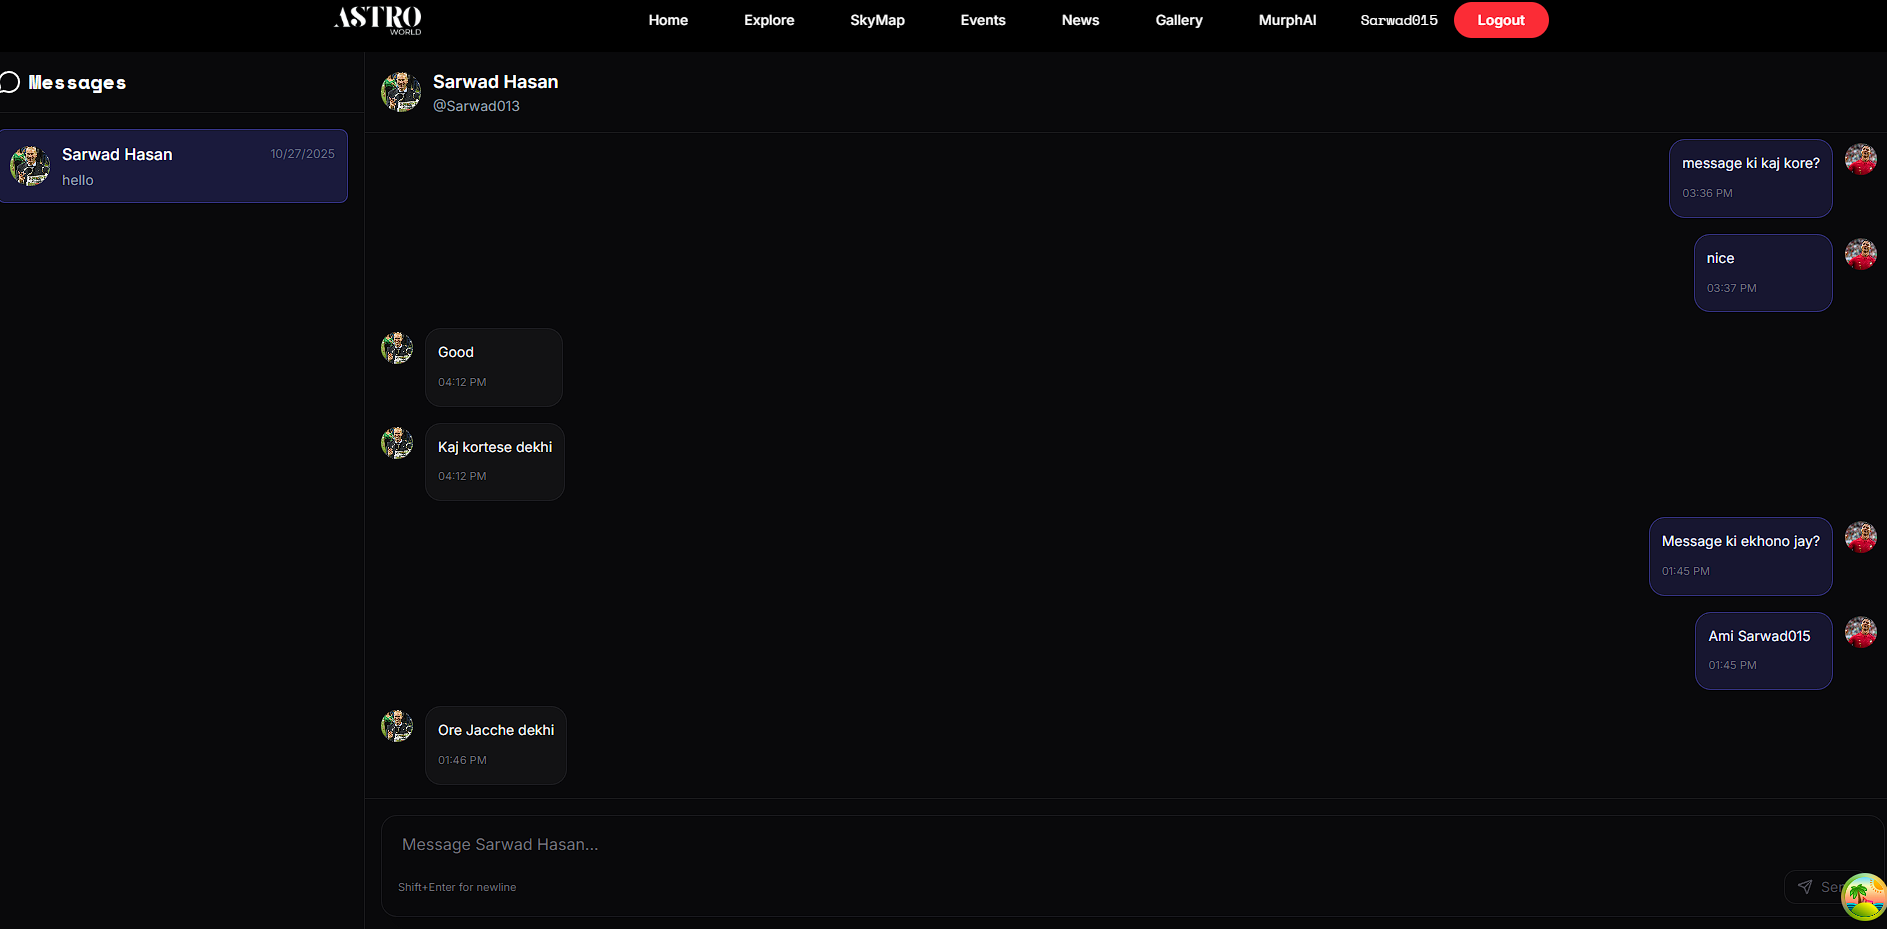 ASTRO
WORLD
Home Explore SkyMap Events News Gallery MurphAI Sarwad015 Logout
Messages
Sarwad Hasan 10/27/2025
hello
Sarwad Hasan
@Sarwad013
message ki kaj kore?
03:36 PM
nice
03:37 PM
Good
04:12 PM
Kaj kortese dekhi
04:12 PM
Message ki ekhono jay?
01:45 PM
Ami Sarwad015
01:45 PM
Ore Jacche dekhi
01:46 PM
Message Sarwad Hasan...
Shift+Enter for newline